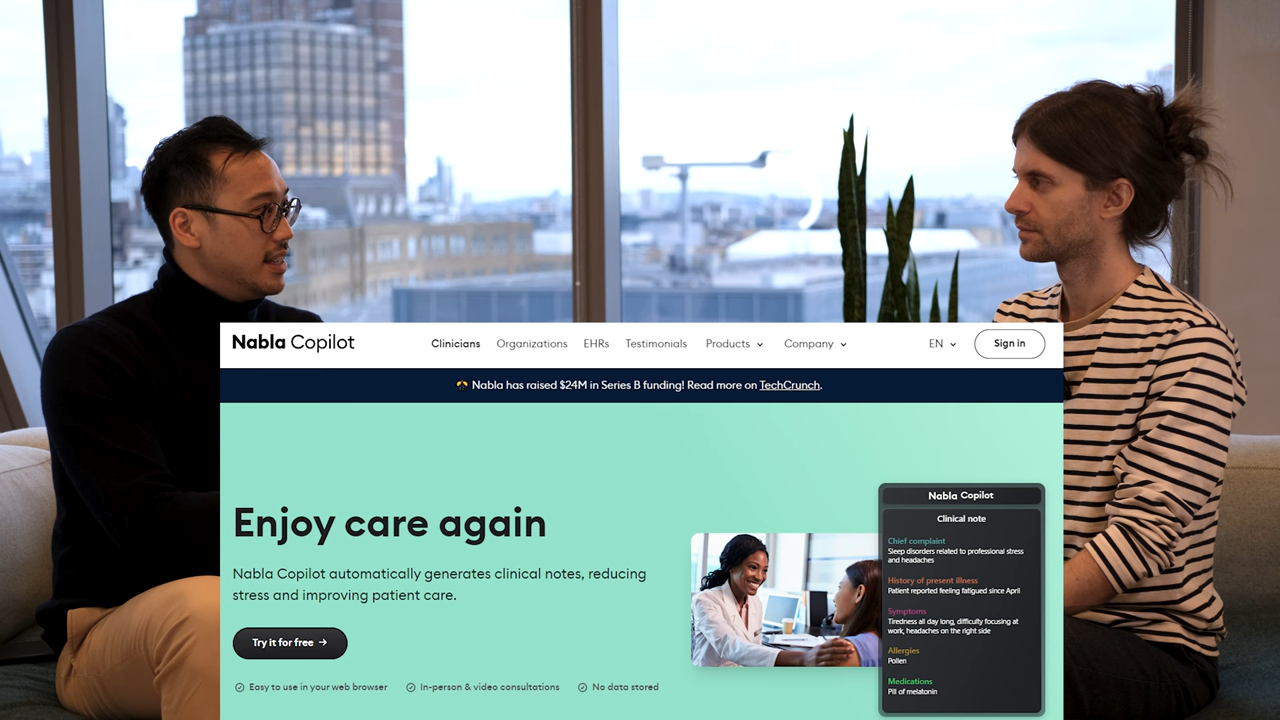 Nabla Copilot
Clinicians Organizations EHRs Testimonials Products Company EN Sign in
Nabla has raised $24M in Series B funding! Read more on TechCrunch.
Enjoy care again
Nabla Copilot automatically generates clinical notes, reducing
stress and improving patient care.
Try it for free →
Easy to use in your web browser In-person & video consultations No data stored
Nabla Copilot
Clinical note
Chief complaint
Sleep disorders related to professional stress
and headaches
History of present illness
Patient reported feeling fatigued since April
Symptoms
Tiredness all day long, difficulty focusing at
work, headaches on the right side
Allergies
Pollen
Medications
Pill of melatonin